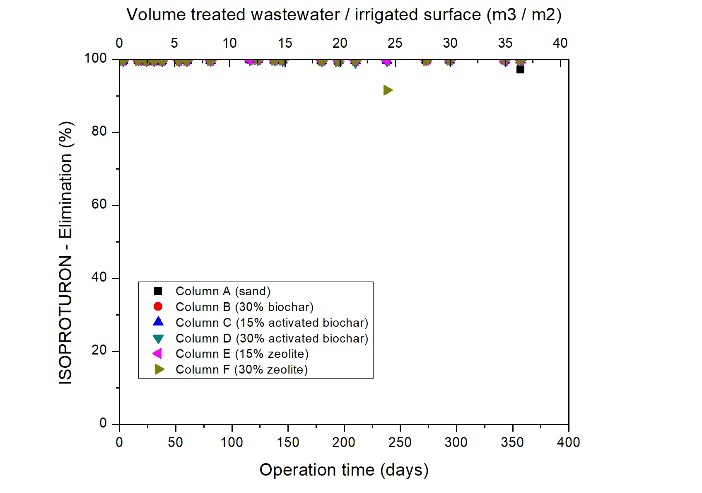 Volume treated wastewater / irrigated surface (m3 / m2)
0 5 10 15 20 25 30 35 40
100
80
60
40
20
0
ISOPROTURON - Elimination (%)
Column A (sand)
Column B (30% biochar)
Column C (15% activated biochar)
Column D (30% activated biochar)
Column E (15% zeolite)
Column F (30% zeolite)
0 50 100 150 200 250 300 350 400
Operation time (days)